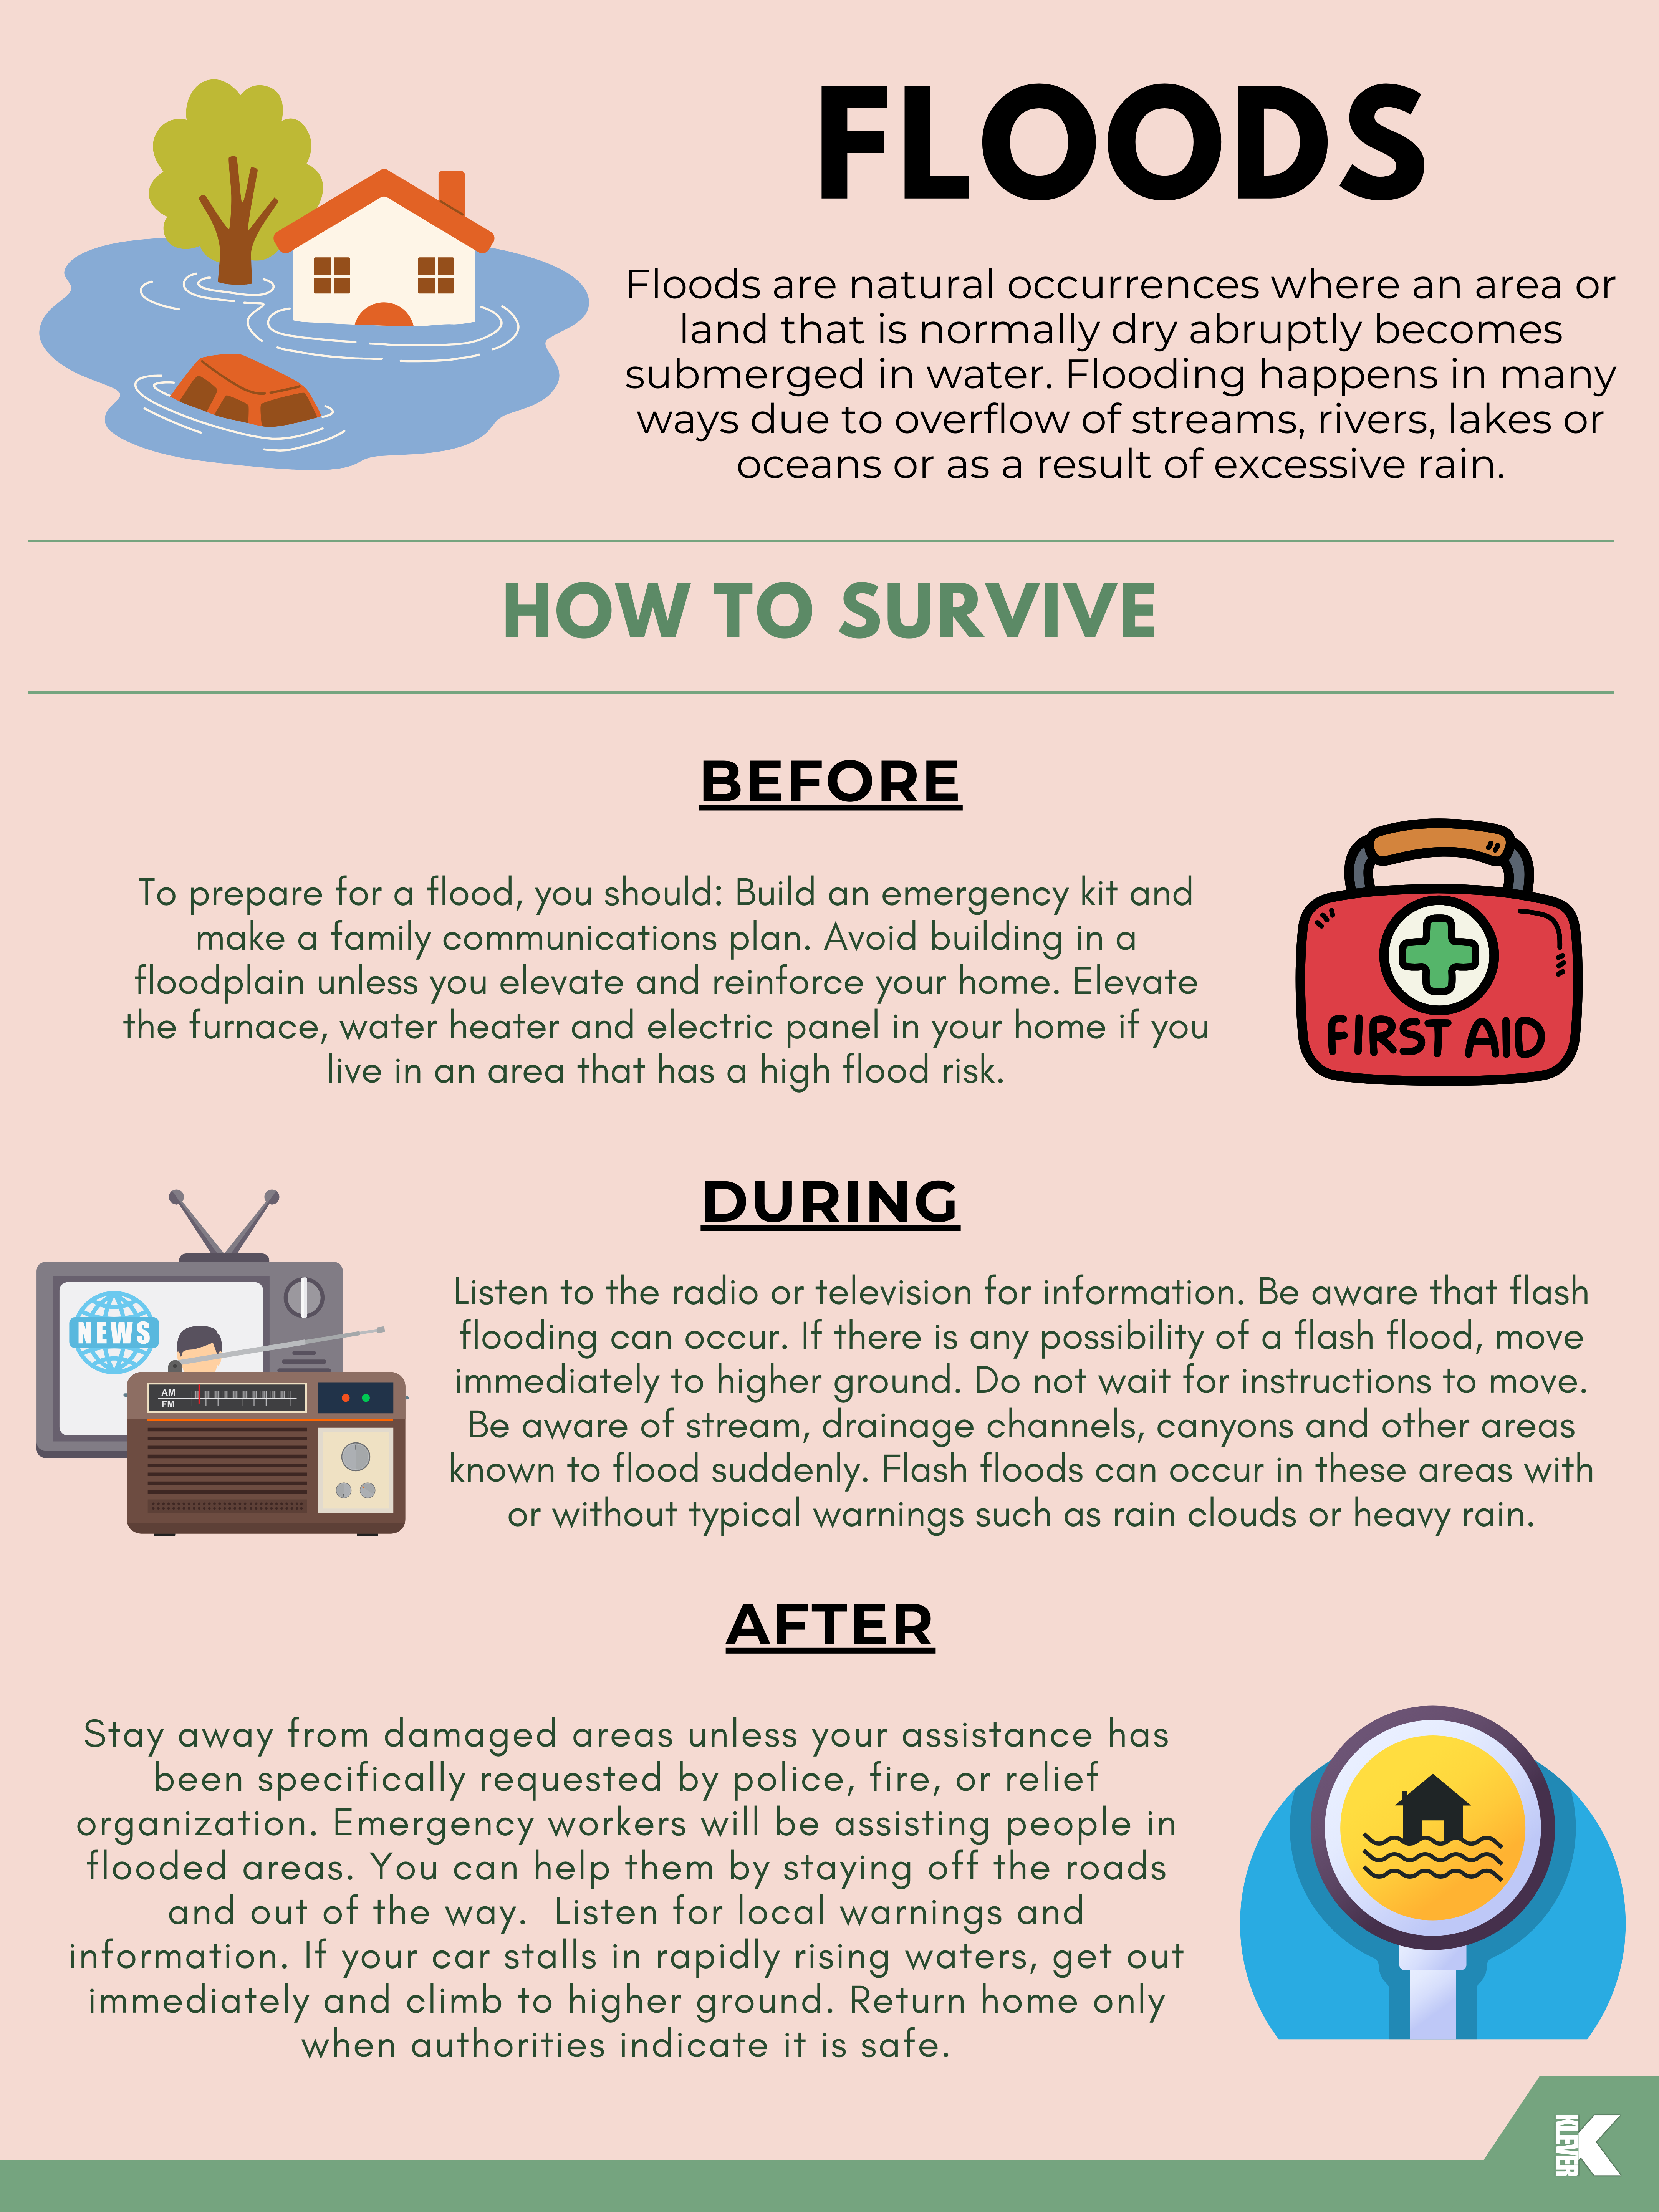 FLOODS
Floods are natural occurrences where an area or
land that is normally dry abruptly becomes
submerged in water. Flooding happens in many
ways due to overflow of streams, rivers, lakes or
oceans or as a result of excessive rain.
HOW TO SURVIVE
BEFORE
To prepare for a flood, you should: Build an emergency kit and
make a family communications plan. Avoid building in a
floodplain unless you elevate and reinforce your home. Elevate
the furnace, water heater and electric panel in your home if you
live in an area that has a high flood risk.
FIRST AID
DURING
NEWS
AM
FM
Listen to the radio or television for information. Be aware that flash
flooding can occur. If there is any possibility of a flash flood, move
immediately to higher ground. Do not wait for instructions to move.
Be aware of stream, drainage channels, canyons and other areas
known to flood suddenly. Flash floods can occur in these areas with
or without typical warnings such as rain clouds or heavy rain.
AFTER
Stay away from damaged areas unless your assistance has
been specifically requested by police, fire, or relief
organization. Emergency workers will be assisting people in
flooded areas. You can help them by staying off the roads
and out of the way. Listen for local warnings and
information. If your car stalls in rapidly rising waters, get out
immediately and climb to higher ground. Return home only
when authorities indicate it is safe.
KLEVER
K